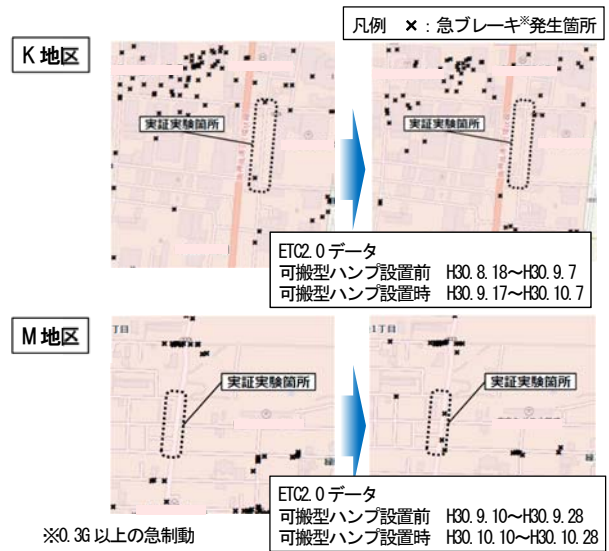 凡例 ×：急ブレーキ※発生箇所
K 地区
実証実験箇所
実証実験箇所
ETC2.0 データ
可搬型ハンプ設置前 H30.8.18～H30.9.7
可搬型ハンプ設置時 H30.9.17～H30.10.7
M 地区
丁目
1丁目
実証実験箇所
実証実験箇所
ETC2.0 データ
可搬型ハンプ設置前 H30.9.10～H30.9.28
可搬型ハンプ設置時 H30.10.10～H30.10.28
※0.3G 以上の急制動